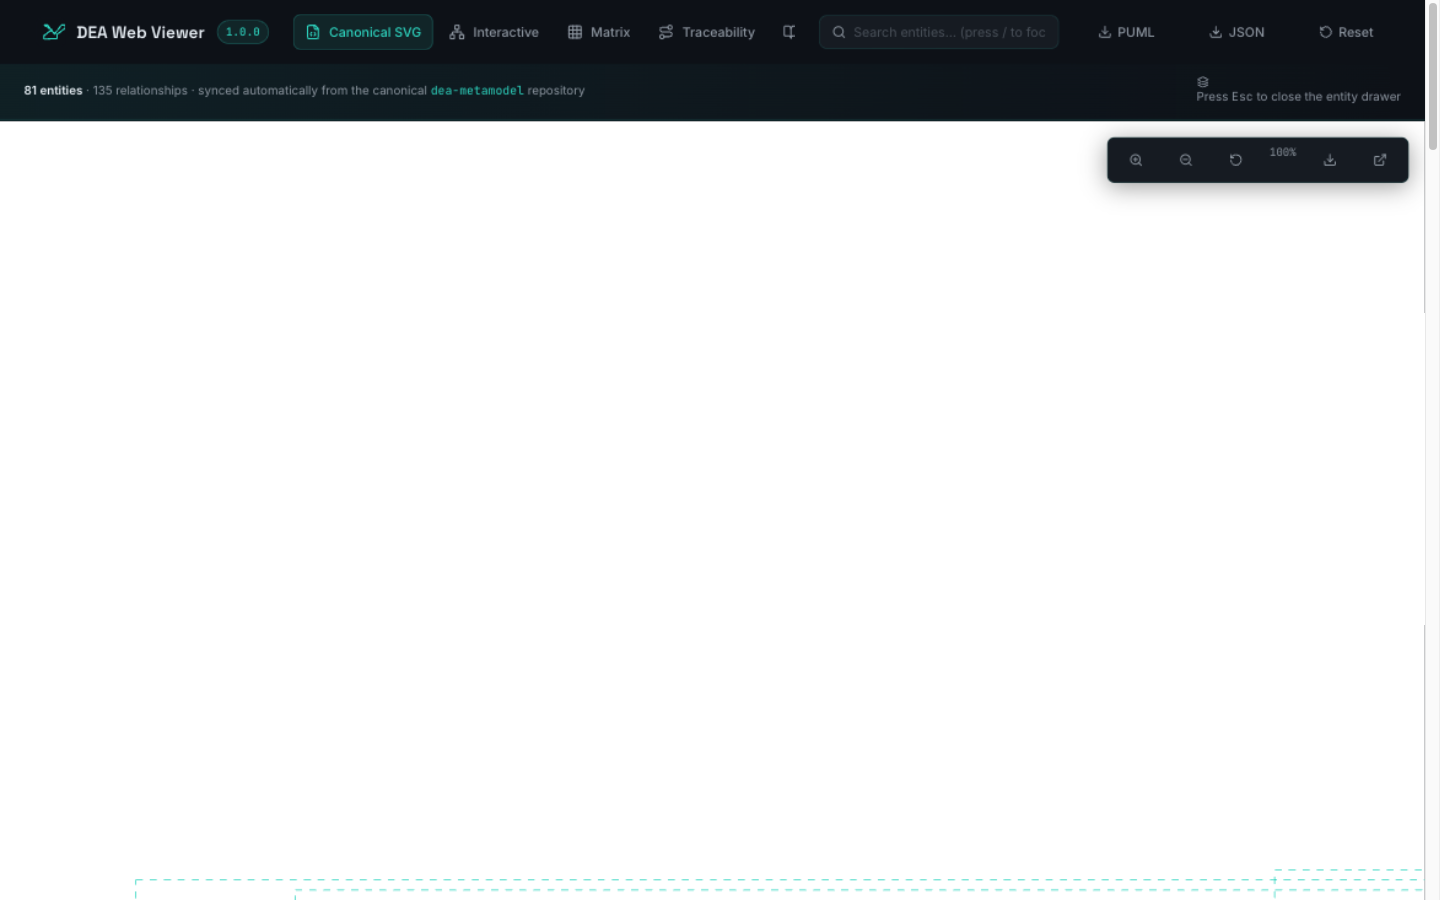 DEA Web Viewer
1.0.0
Canonical SVG
Interactive
Matrix
Traceability
Search entities... (press / to foc
PUML
JSON
Reset
81 entities · 135 relationships · synced automatically from the canonical dea-metamodel repository
Press Esc to close the entity drawer
100%